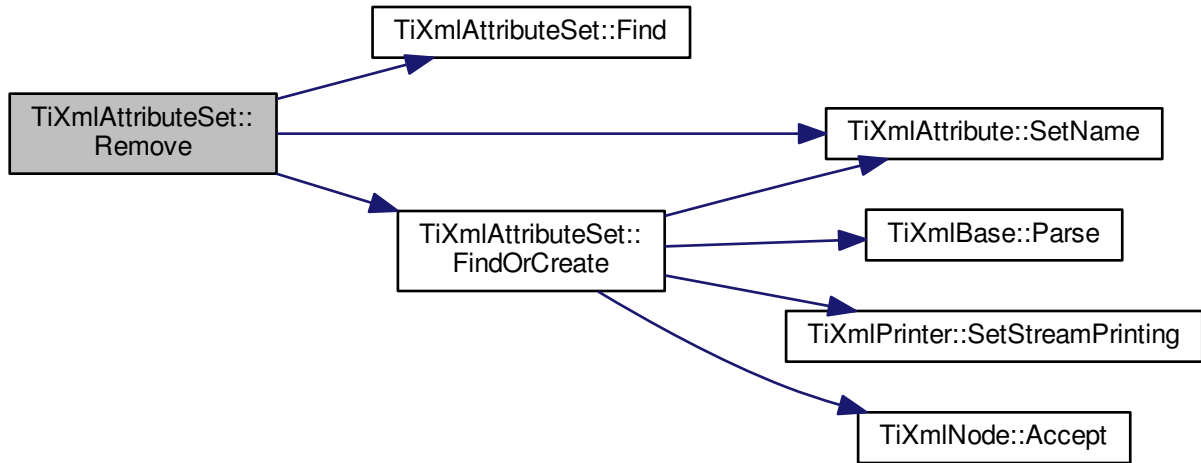 TiXmlAttributeSet::Find
TiXmlAttributeSet::
Remove
TiXmlAttribute::SetName
TiXmlAttributeSet::
FindOrCreate
TiXmlBase::Parse
TiXmlPrinter::SetStreamPrinting
TiXmlNode::Accept